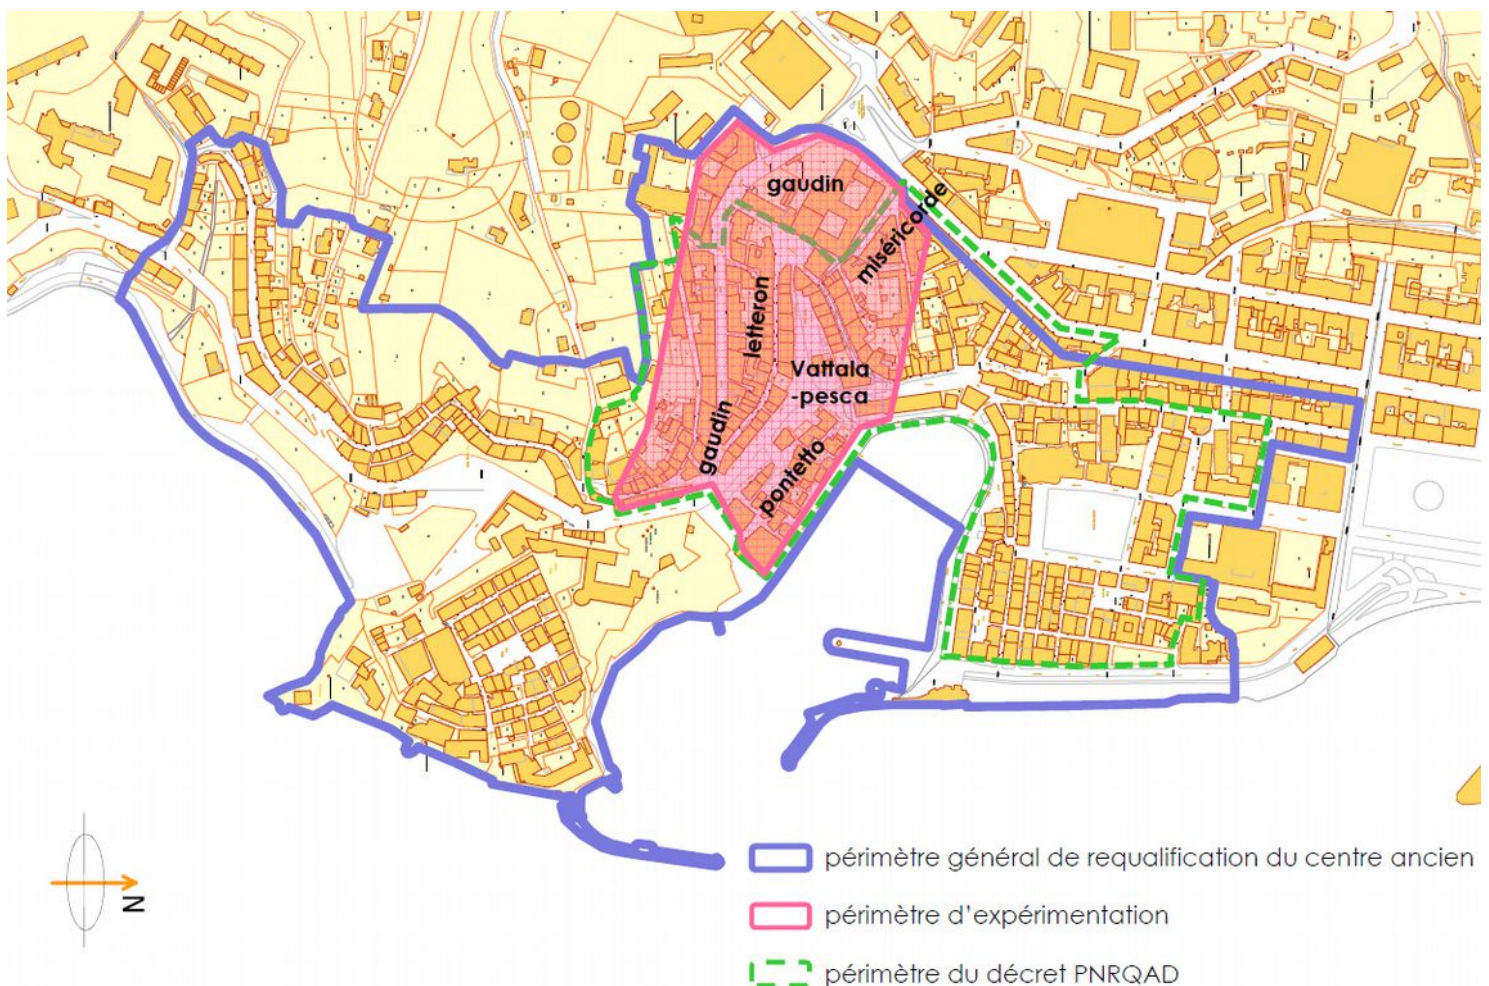 gaudin
miséricorde
letteron
Vattala
-pesca
gaudin
pontetto
périmètre général de requalification du centre ancien
périmètre d'expérimentation
périmètre du décret PNRQAD
N